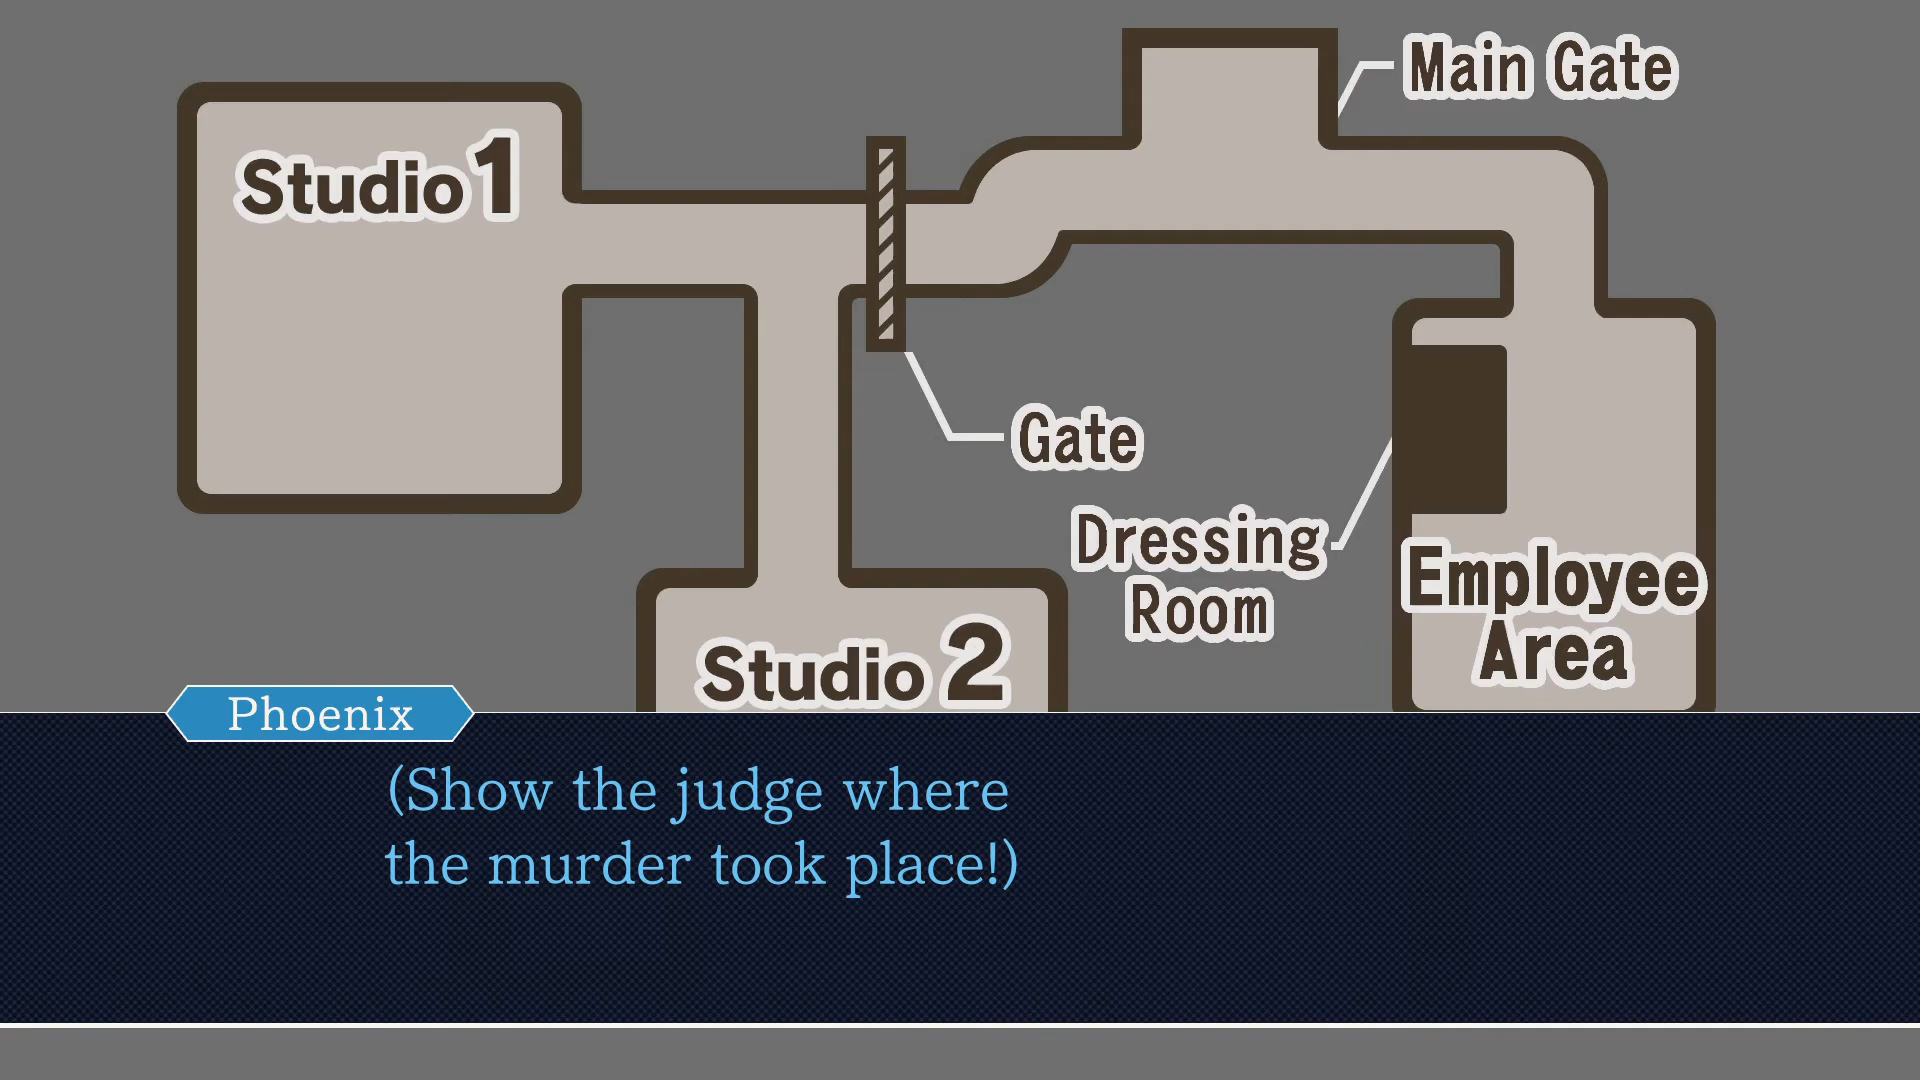 Main Gate
Studio 1
Gate
Dressing
Room
Employee
Area
Studio 2
Phoenix
(Show the judge where
the murder took place!)